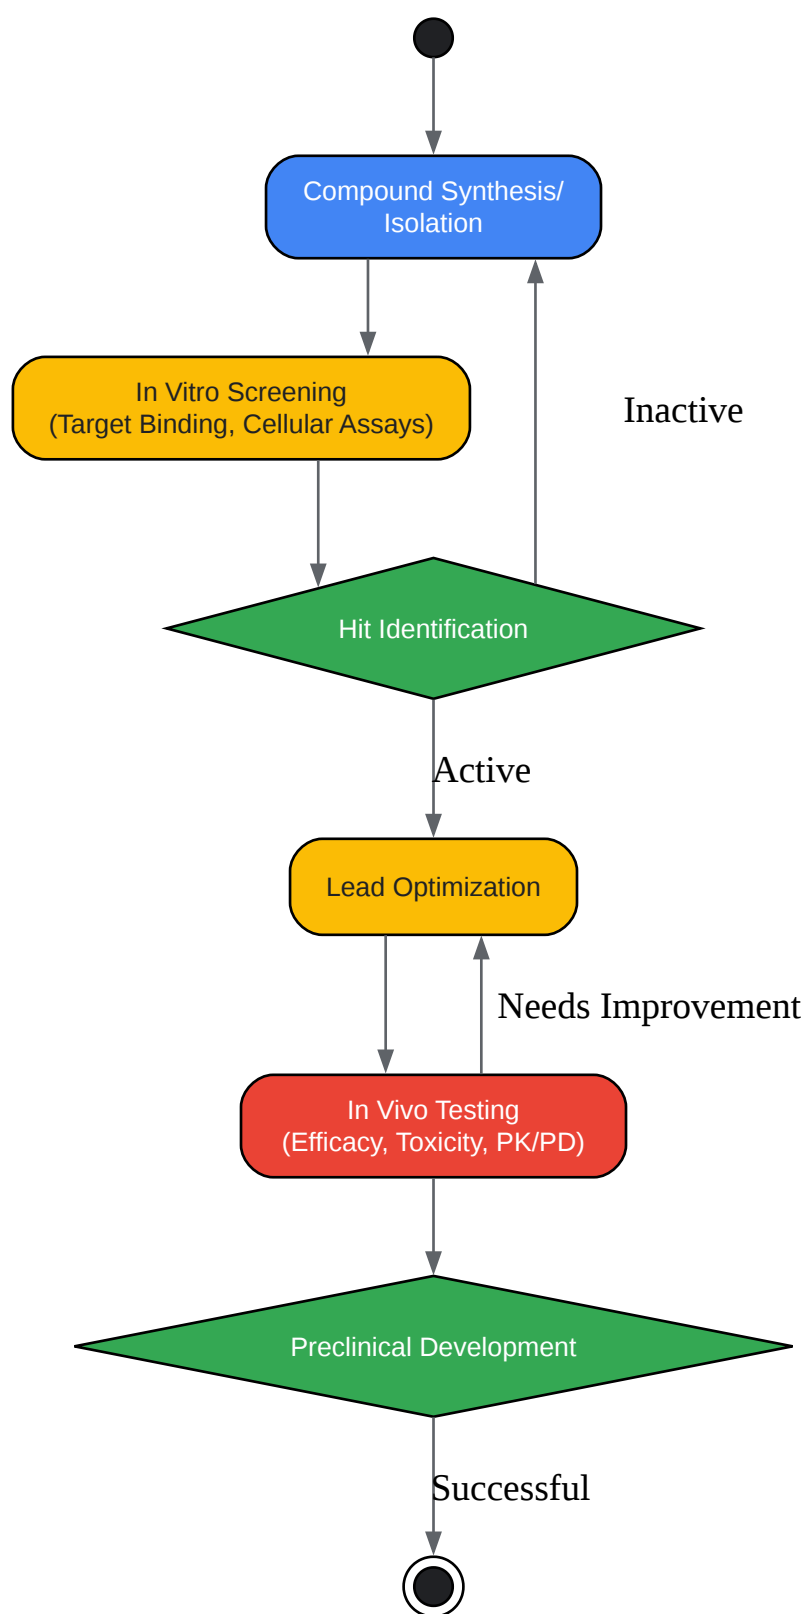 Compound Synthesis/
Isolation
In Vitro Screening
(Target Binding, Cellular Assays)
Inactive
Hit Identification
Active
Lead Optimization
Needs Improvement
In Vivo Testing
(Efficacy, Toxicity, PK/PD)
Preclinical Development
Successful